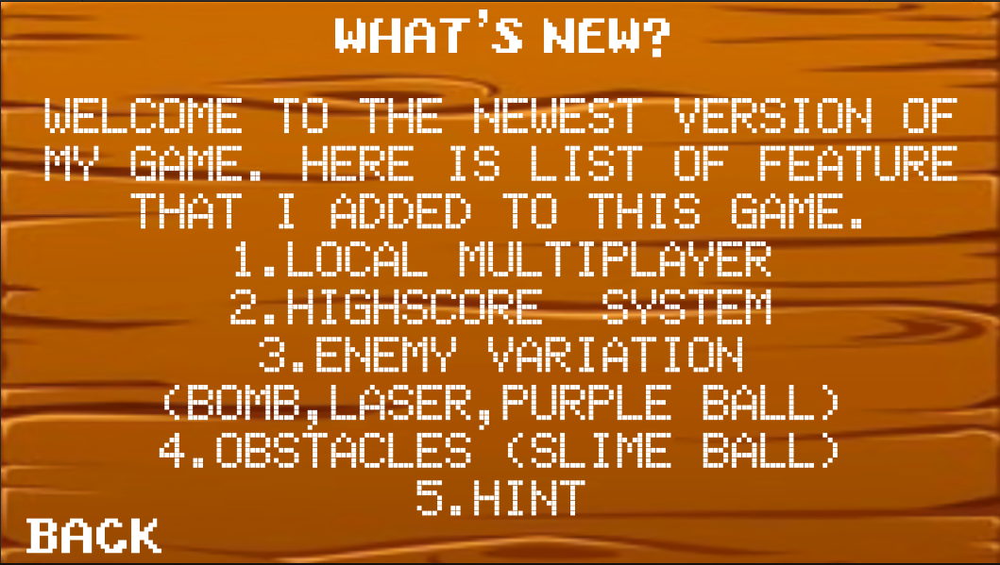 WHAT'S NEW?
WELCOME TO THE NEWEST VERSION OF
MY GAME. HERE IS LIST OF FEATURE
THAT I ADDED TO THIS GAME.
1.LOCAL MULTIPLAYER
2.HIGHSCORE  SYSTEM
3.ENEMY VARIATION
(BOMB,LASER,PURPLE BALL)
4.OBSTACLES (SLIME BALL)
5.HINT
BACK